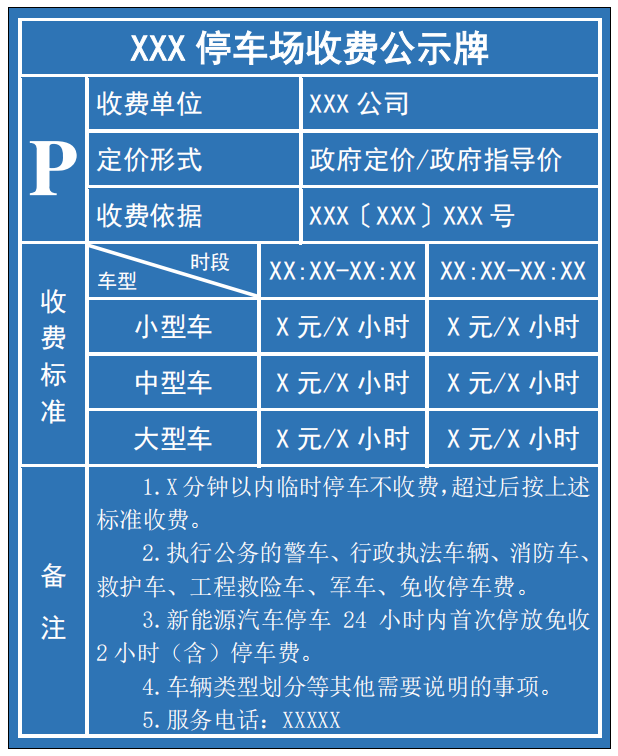 XXX 停车场收费公示牌
P
收费单位
XXX 公司
定价形式
政府定价/政府指导价
收费依据
XXX〔XXX〕XXX 号
收费标准
时段
车型
XX:XX-XX:XX
XX:XX-XX:XX
小型车
X 元/X 小时
X 元/X 小时
中型车
X 元/X 小时
X 元/X 小时
大型车
X 元/X 小时
X 元/X 小时
备注
1.X 分钟以内临时停车不收费,超过后按上述
标准收费。
2.执行公务的警车、行政执法车辆、消防车、
救护车、工程救险车、军车、免收停车费。
3.新能源汽车停车 24 小时内首次停放免收
2 小时（含）停车费。
4.车辆类型划分等其他需要说明的事项。
5.服务电话：XXXXX